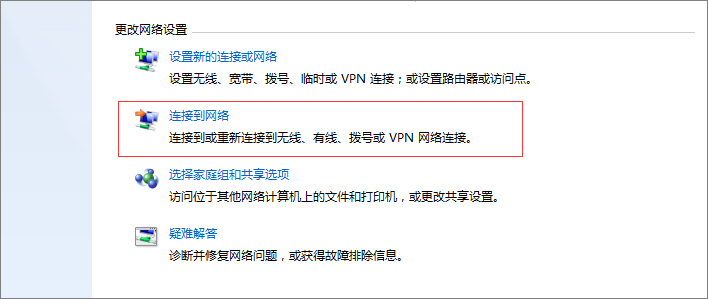 更改网络设置
设置新的连接或网络
设置无线、宽带、拨号、临时或 VPN 连接；或设置路由器或访问点。
连接到网络
连接到或重新连接到无线、有线、拨号或 VPN 网络连接。
选择家庭组和共享选项
访问位于其他网络计算机上的文件和打印机，或更改共享设置。
疑难解答
诊断并修复网络问题，或获得故障排除信息。